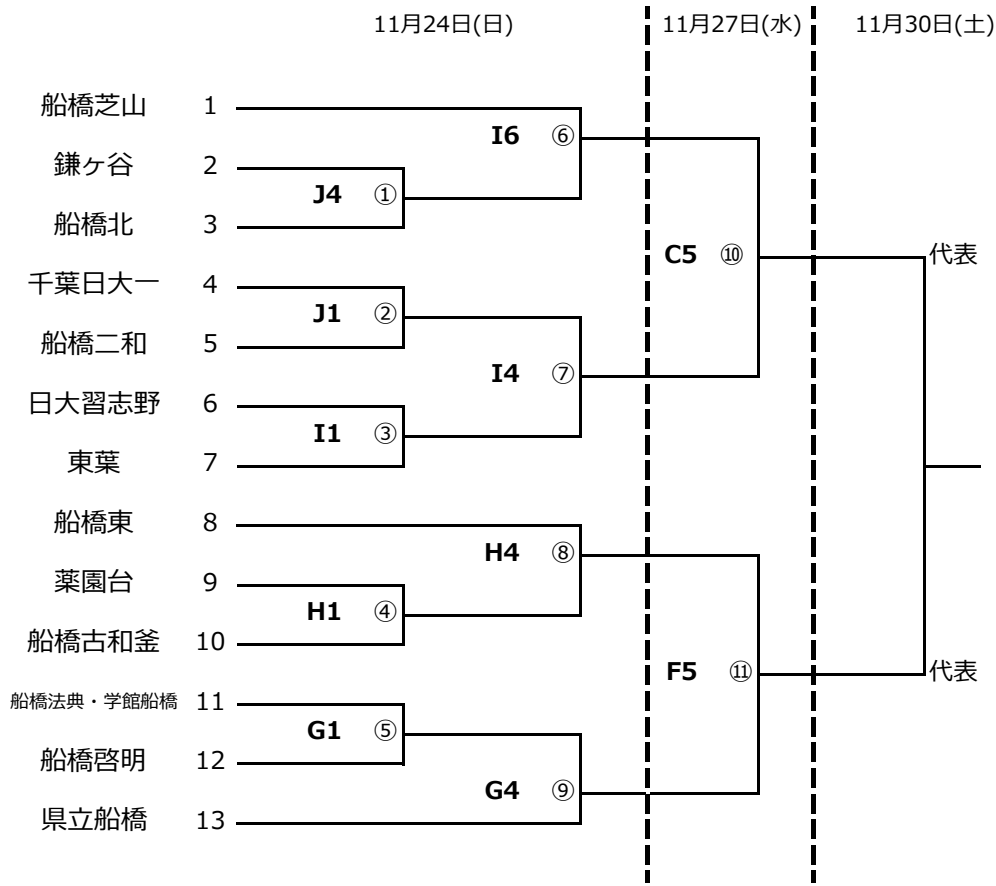 11月24日(日) 11月27日(水) 11月30日(土)
船橋芝山 1
I6 ⑥
鎌ヶ谷 2
J4 ①
船橋北 3
C5 ⑩ 代表
千葉日大一 4
J1 ②
船橋二和 5
I4 ⑦
日大習志野 6
I1 ③
東葉 7
船橋東 8
H4 ⑧
薬園台 9
H1 ④
船橋古和釜 10
F5 ⑪ 代表
船橋法典・学館船橋 11
G1 ⑤
船橋啓明 12
G4 ⑨
県立船橋 13